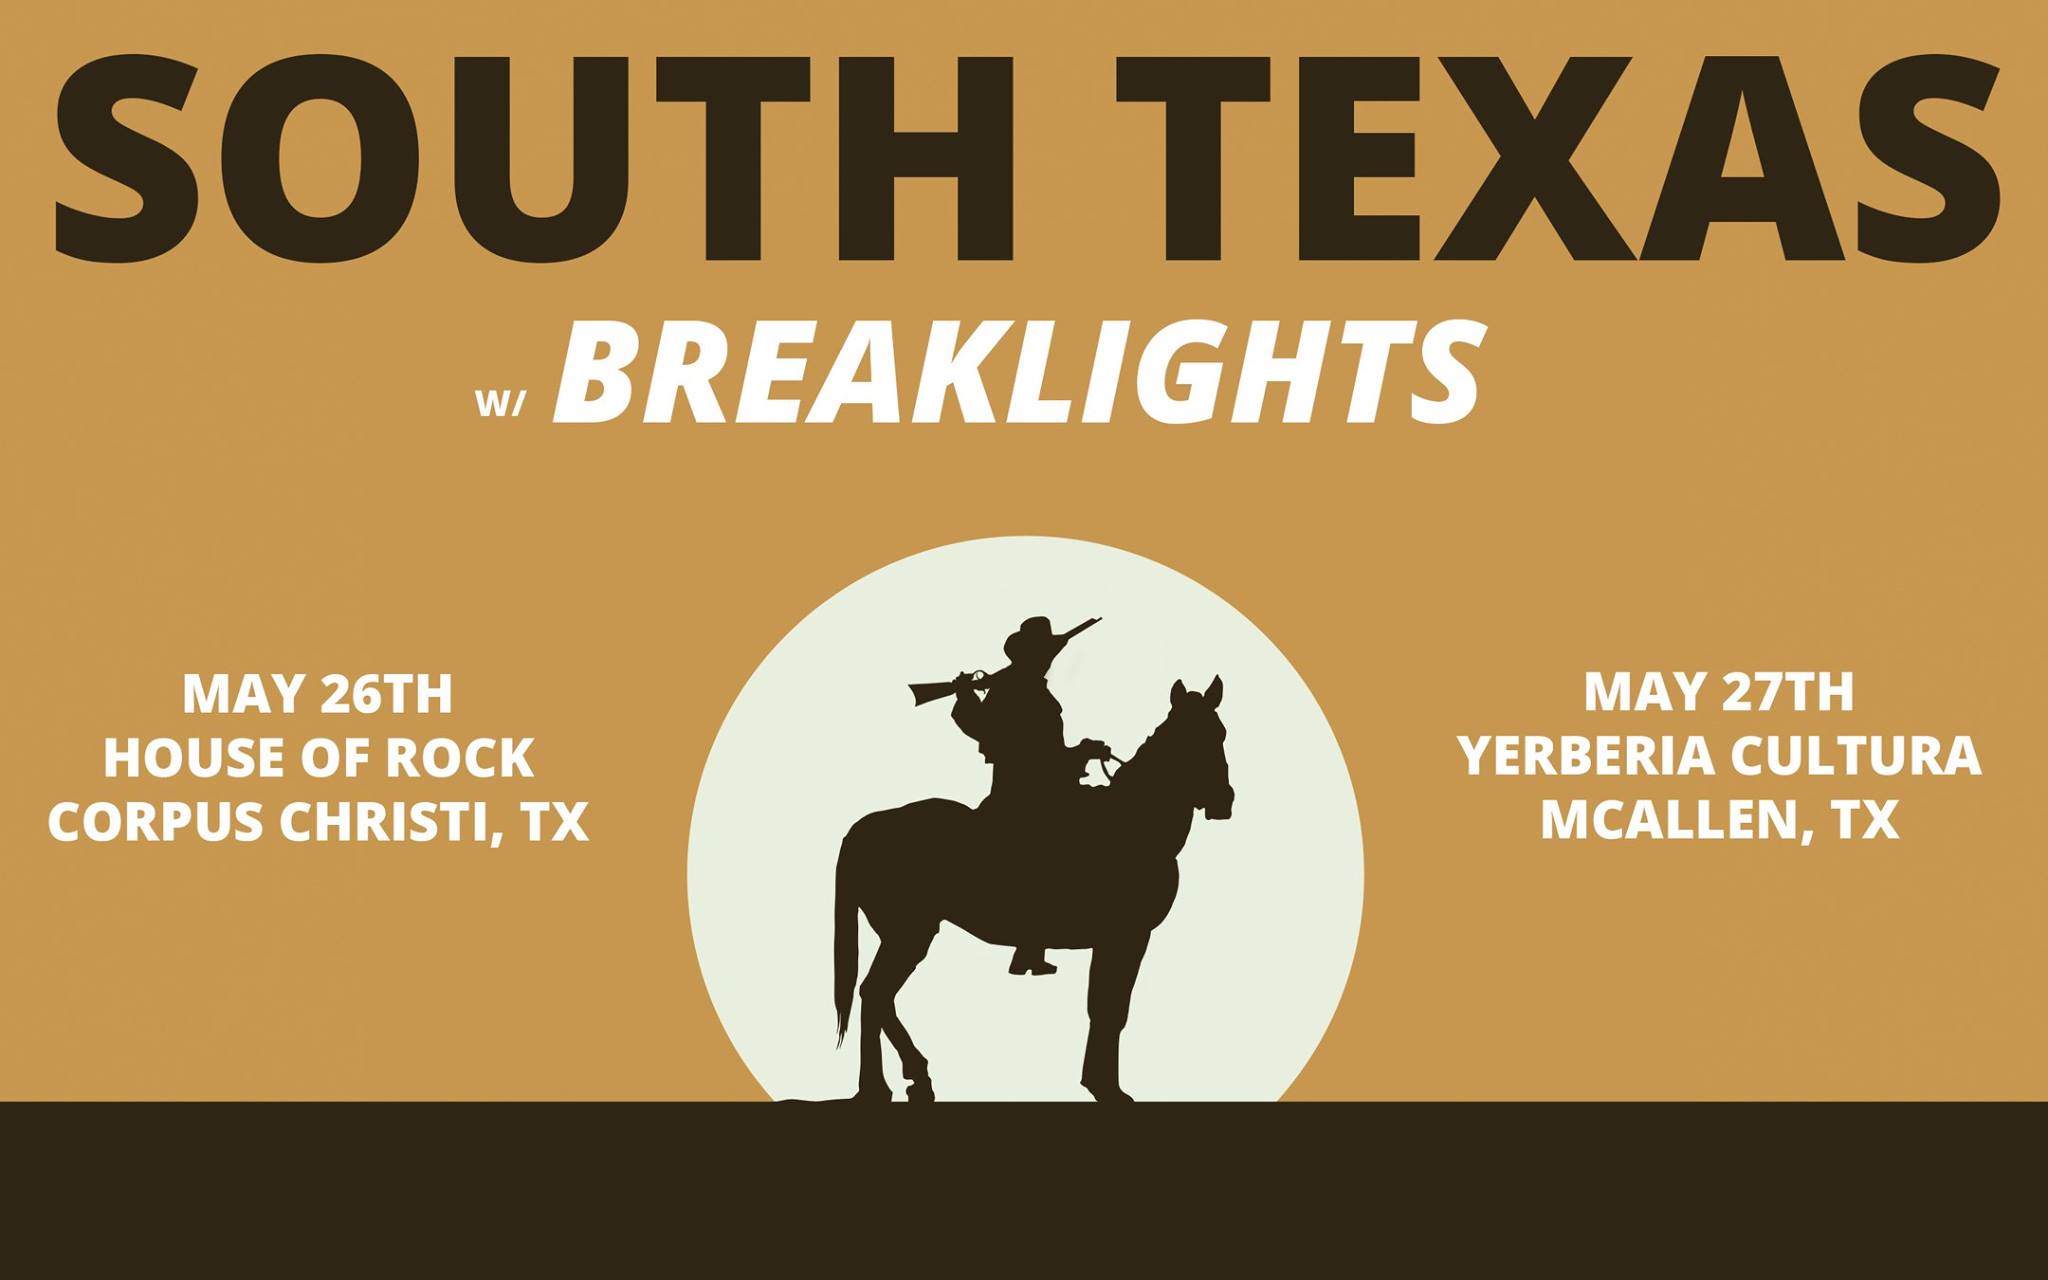 SOUTH TEXAS
W/ BREAKLIGHTS
MAY 26TH
HOUSE OF ROCK
CORPUS CHRISTI, TX
MAY 27TH
YERBERIA CULTURA
MCALLEN, TX